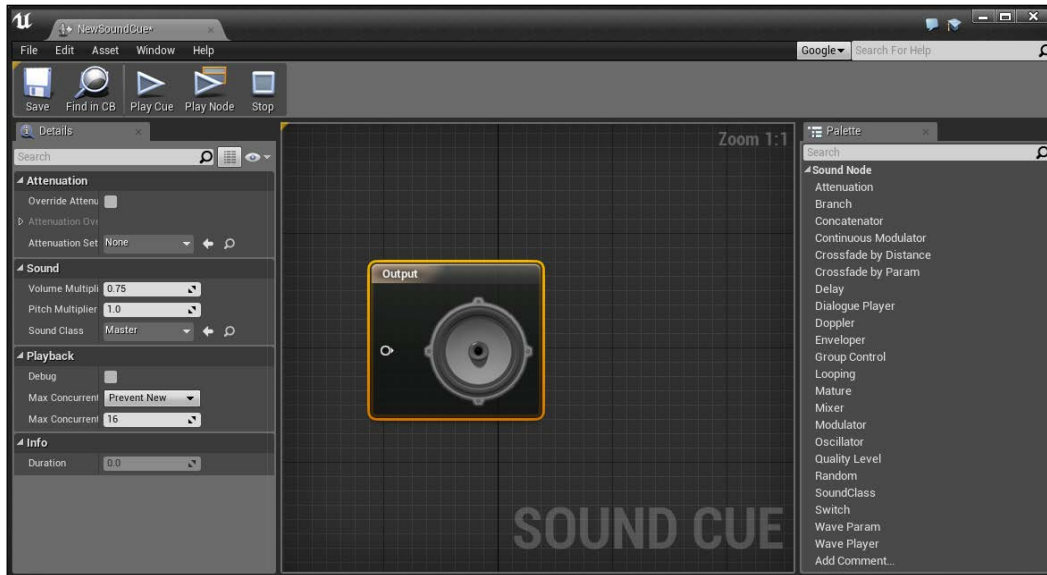 NewSoundCue*
File Edit Asset Window Help
Google Search For Help
Save Find in CB Play Cue Play Node Stop
Details
Search
Attenuation
Override Attenu
Attenuation Ove
Attenuation Set None
Sound
Volume Multipli 0.75
Pitch Multiplier 1.0
Sound Class Master
Playback
Debug
Max Concurrent Prevent New
Max Concurrent 16
Info
Duration 0.0
Zoom 1:1
Output
SOUND CUE
Palette
Search
Sound Node
Attenuation
Branch
Concatenator
Continuous Modulator
Crossfade by Distance
Crossfade by Param
Delay
Dialogue Player
Doppler
Enveloper
Group Control
Looping
Mature
Mixer
Modulator
Oscillator
Quality Level
Random
SoundClass
Switch
Wave Param
Wave Player
Add Comment...